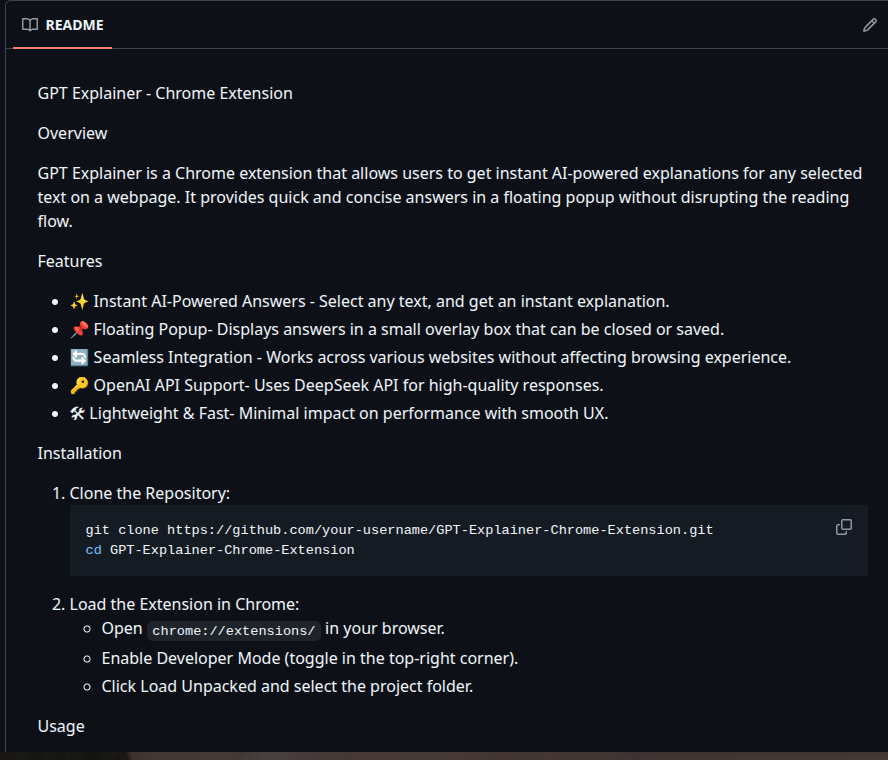 README
GPT Explainer - Chrome Extension
Overview
GPT Explainer is a Chrome extension that allows users to get instant AI-powered explanations for any selected
text on a webpage. It provides quick and concise answers in a floating popup without disrupting the reading
flow.
Features
• ✨ Instant AI-Powered Answers - Select any text, and get an instant explanation.
• 📌 Floating Popup- Displays answers in a small overlay box that can be closed or saved.
• 🔄 Seamless Integration - Works across various websites without affecting browsing experience.
• 🔑 OpenAI API Support- Uses DeepSeek API for high-quality responses.
• 🛠 Lightweight & Fast- Minimal impact on performance with smooth UX.
Installation
1. Clone the Repository:
git clone https://github.com/your-username/GPT-Explainer-Chrome-Extension.git
cd GPT-Explainer-Chrome-Extension
2. Load the Extension in Chrome:
◦ Open chrome://extensions/ in your browser.
◦ Enable Developer Mode (toggle in the top-right corner).
◦ Click Load Unpacked and select the project folder.
Usage